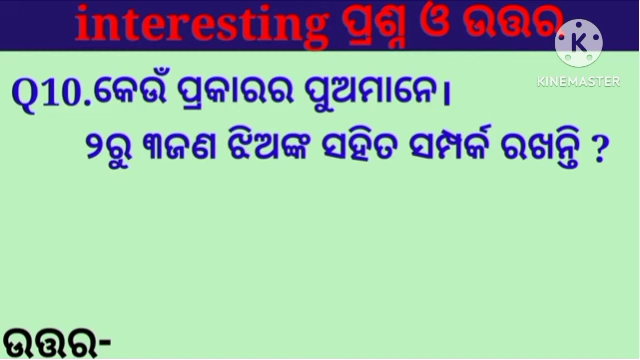 interesting ପ୍ରଶ୍ନ ଓ ଉତ୍ତର
KINEMASTER
Q10.କେଉଁ ପ୍ରକାରର ପୁଅମାନେ।
୨ରୁ ୩ଜଣ ଝିଅଙ୍କ ସହିତ ସମ୍ପର୍କ ରଖନ୍ତି ?
ଉତ୍ତର-